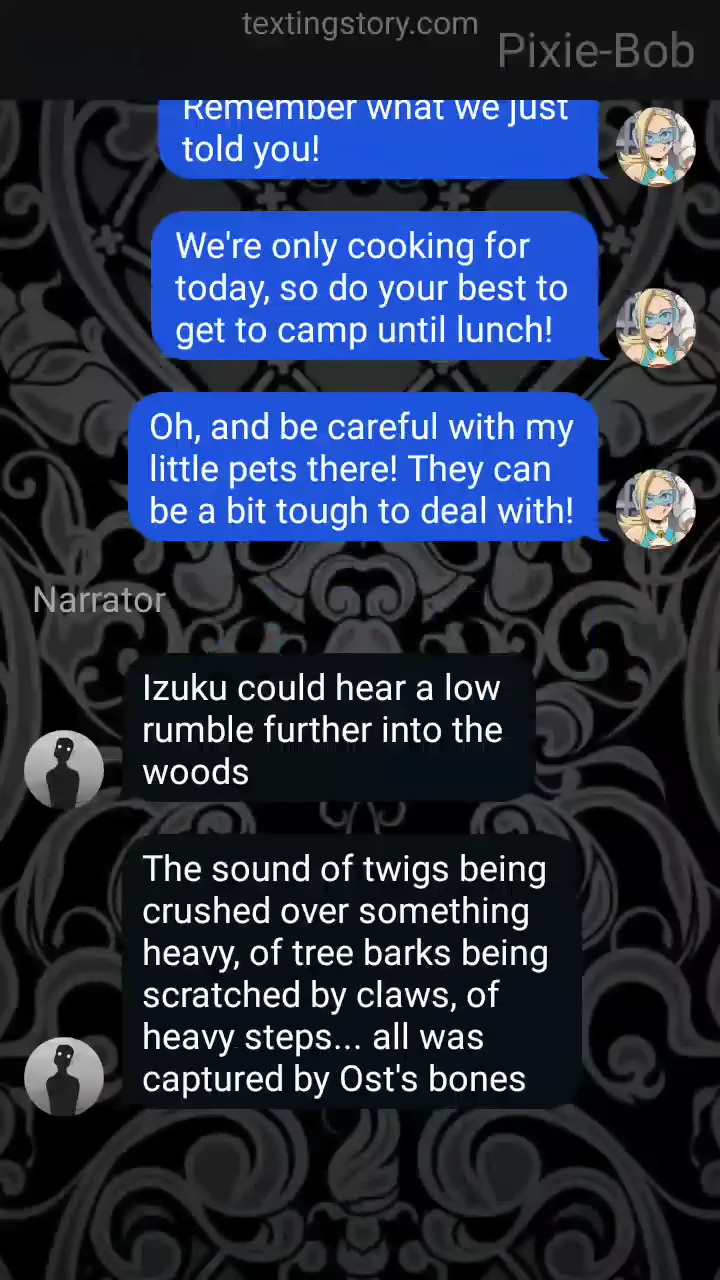 textingstory.com
Pixie-Bob
Remember what we just
told you!
We're only cooking for
today, so do your best to
get to camp until lunch!
Oh, and be careful with my
little pets there! They can
be a bit tough to deal with!
Narrator
Izuku could hear a low
rumble further into the
woods
The sound of twigs being
crushed over something
heavy, of tree barks being
scratched by claws, of
heavy steps... all was
captured by Ost's bones